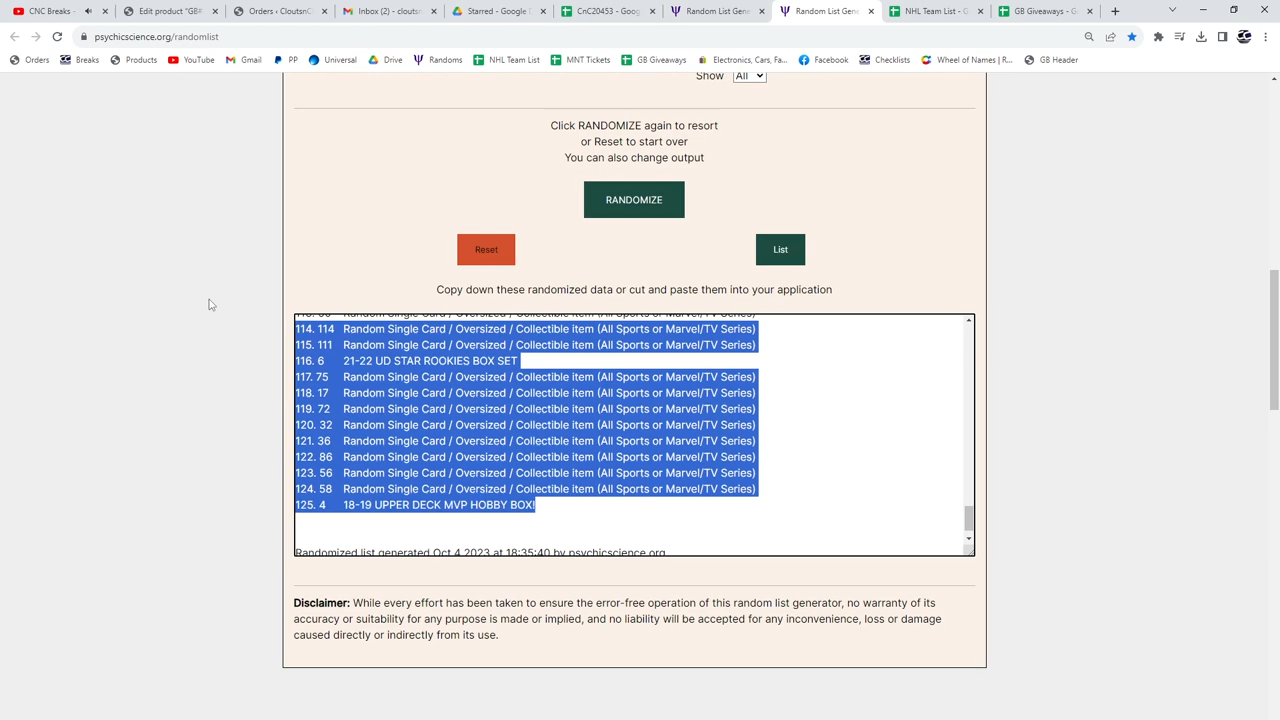 CNC Breaks -
Edit product "GB®
Orders ‹ CloutsnC
Inbox (2) - clouts
Starred - Google D
CnC20453 - Goog
Random List Gene
Random List Gene
NHL Team List - G
GB Giveaways - G
psychicscience.org/randomlist
Orders
Breaks
Products
YouTube
Gmail
PP
Universal
Drive
Randoms
NHL Team List
MNT Tickets
GB Giveaways
Electronics, Cars, Fa...
Facebook
Checklists
Wheel of Names | R...
GB Header
Show All
Click RANDOMIZE again to resort
or Reset to start over
You can also change output
RANDOMIZE
Reset
List
Copy down these randomized data or cut and paste them into your application
114. 114 Random Single Card / Oversized / Collectible item (All Sports or Marvel/TV Series)
115. 111 Random Single Card / Oversized / Collectible item (All Sports or Marvel/TV Series)
116. 6 21-22 UD STAR ROOKIES BOX SET
117. 75 Random Single Card / Oversized / Collectible item (All Sports or Marvel/TV Series)
118. 17 Random Single Card / Oversized / Collectible item (All Sports or Marvel/TV Series)
119. 72 Random Single Card / Oversized / Collectible item (All Sports or Marvel/TV Series)
120. 32 Random Single Card / Oversized / Collectible item (All Sports or Marvel/TV Series)
121. 36 Random Single Card / Oversized / Collectible item (All Sports or Marvel/TV Series)
122. 86 Random Single Card / Oversized / Collectible item (All Sports or Marvel/TV Series)
123. 56 Random Single Card / Oversized / Collectible item (All Sports or Marvel/TV Series)
124. 58 Random Single Card / Oversized / Collectible item (All Sports or Marvel/TV Series)
125. 4 18-19 UPPER DECK MVP HOBBY BOX!
Randomized list generated Oct 4 2023 at 18:35:40 by psychicscience.org
Disclaimer: While every effort has been taken to ensure the error-free operation of this random list generator, no warranty of its
accuracy or suitability for any purpose is made or implied, and no liability will be accepted for any inconvenience, loss or damage
caused directly or indirectly from its use.